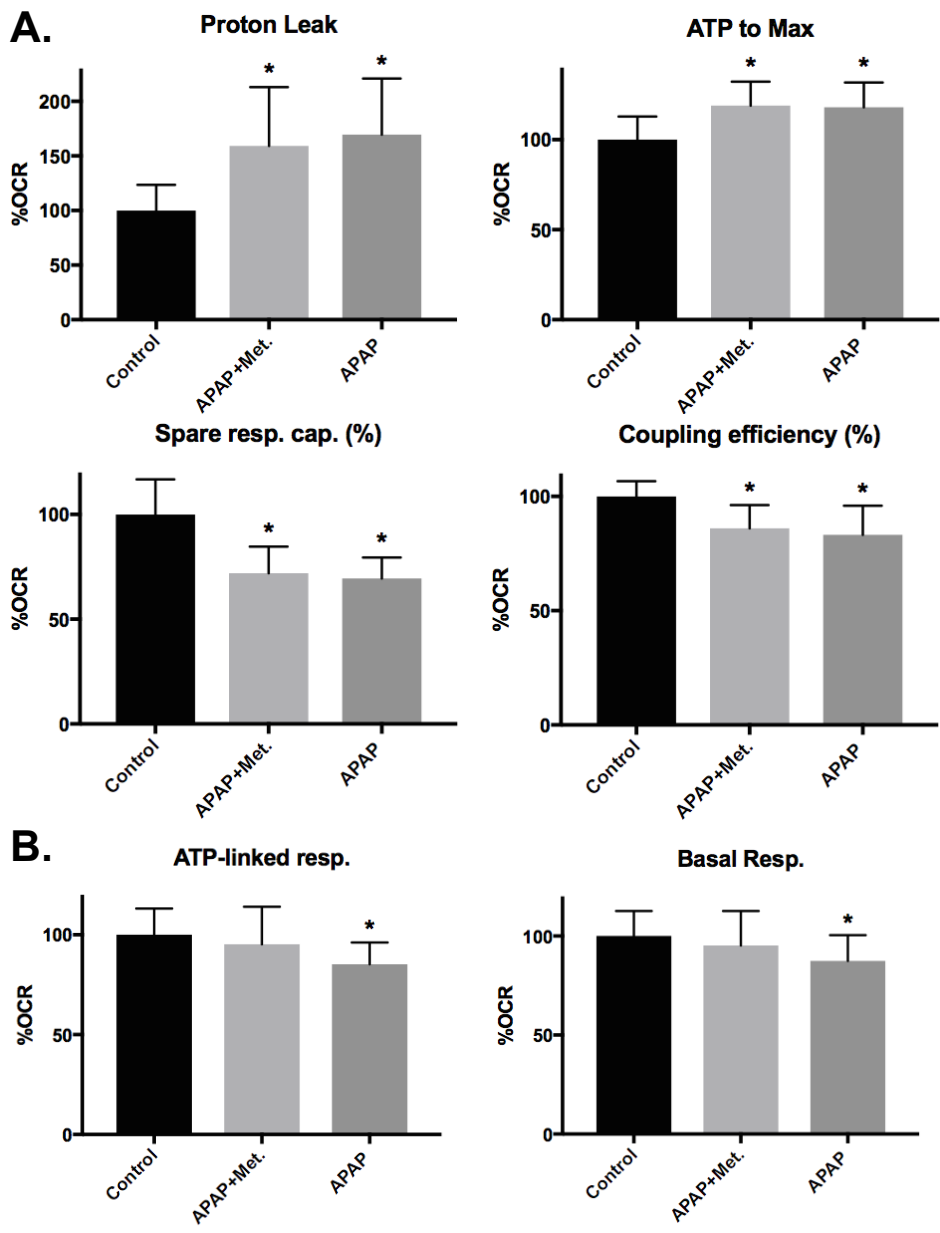 A.
Proton Leak
%OCR
200
150
100
50
0
*
*
Control
APAP+Met.
APAP
ATP to Max
%OCR
100
50
0
*
*
Control
APAP+Met.
APAP
Spare resp. cap. (%)
%OCR
100
50
0
*
*
Control
APAP+Met.
APAP
Coupling efficiency (%)
%OCR
100
50
0
*
*
Control
APAP+Met.
APAP
B.
ATP-linked resp.
%OCR
100
50
0
*
Control
APAP+Met.
APAP
Basal Resp.
%OCR
100
50
0
*
Control
APAP+Met.
APAP